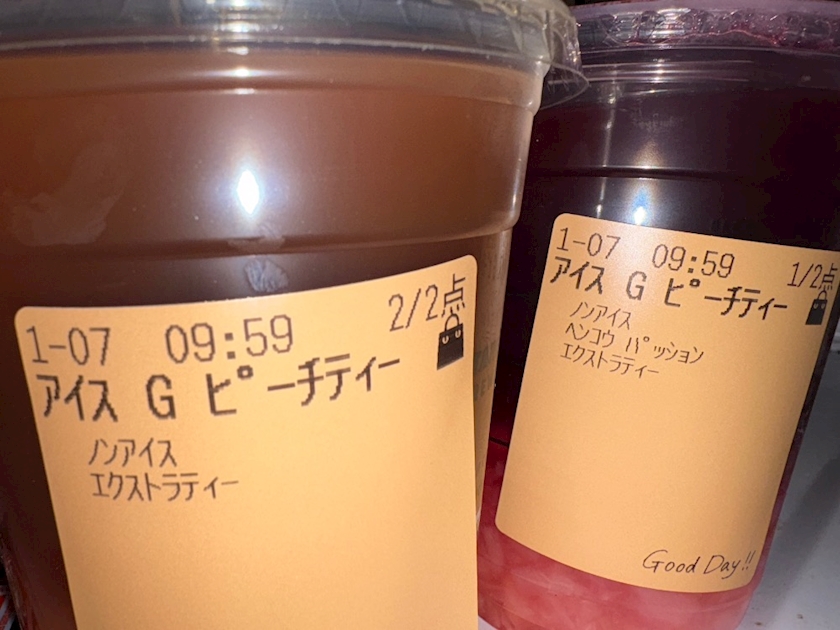 1-07 09:59 2/2点
アイス G ピーチティー
ノンアイス
エクストラティー
1-07 09:59 1/2点
アイス G ピーチティー
ノンアイス
ヘンコウ パッション
エクストラティー
Good Day!!